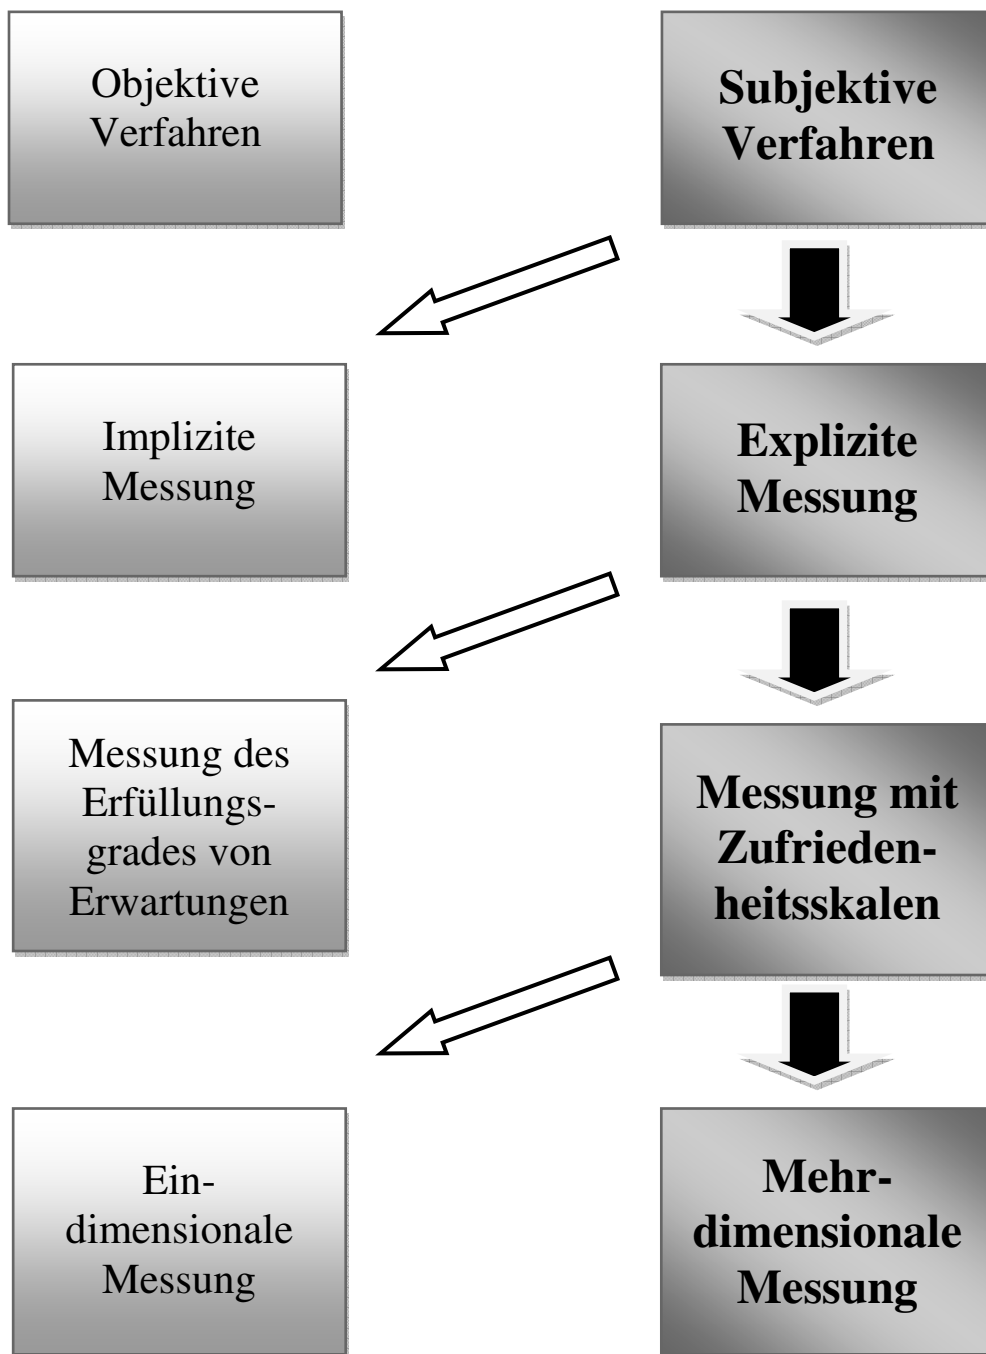 Objektive
Verfahren
Subjektive
Verfahren
Implizite
Messung
Explizite
Messung
Messung des
Erfüllungs-
grades von
Erwartungen
Messung mit
Zufrieden-
heitsskalen
Ein-
dimensionale
Messung
Mehr-
dimensionale
Messung